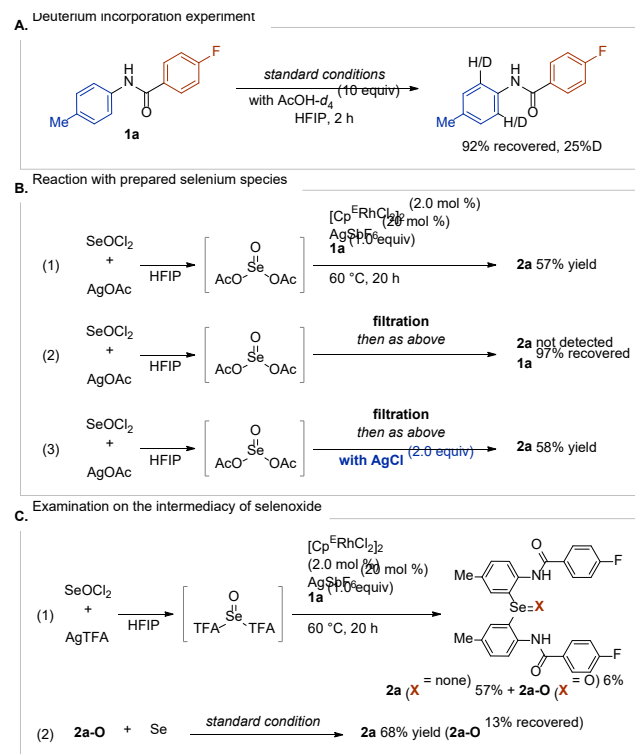 A. Deuterium incorporation experiment
F
H
N
O
Me
1a
standard conditions
with AcOH-d4 (10 equiv)
HFIP, 2 h
H/D
H
N
O
F
Me
H/D
92% recovered, 25%D
B. Reaction with prepared selenium species
(1)
SeOCl2
+
AgOAc
HFIP
O
Se
AcO OAc
[CpERhCl2]2 (2.0 mol %)
AgSbF6 (20 mol %)
1a (1.0 equiv)
60 °C, 20 h
2a 57% yield
(2)
SeOCl2
+
AgOAc
HFIP
O
Se
AcO OAc
filtration
then as above
2a not detected
1a 97% recovered
(3)
SeOCl2
+
AgOAc
HFIP
O
Se
AcO OAc
filtration
then as above
with AgCl (2.0 equiv)
2a 58% yield
C. Examination on the intermediacy of selenoxide
(1)
SeOCl2
+
AgTFA
HFIP
O
Se
TFA TFA
[CpERhCl2]2
(2.0 mol %)
AgSbF6 (20 mol %)
1a (1.0 equiv)
60 °C, 20 h
O
F
Me
NH
Se=X
Me
NH
O
F
2a (X = none) 57% + 2a-O (X = O) 6%
(2) 2a-O + Se
standard condition
2a 68% yield (2a-O 13% recovered)